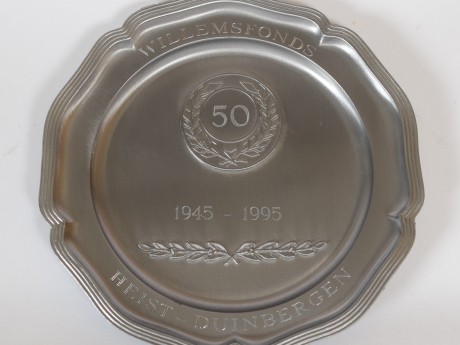 WILLEMSFONDS
50
1945 - 1995
HEIST - DUINBERGEN